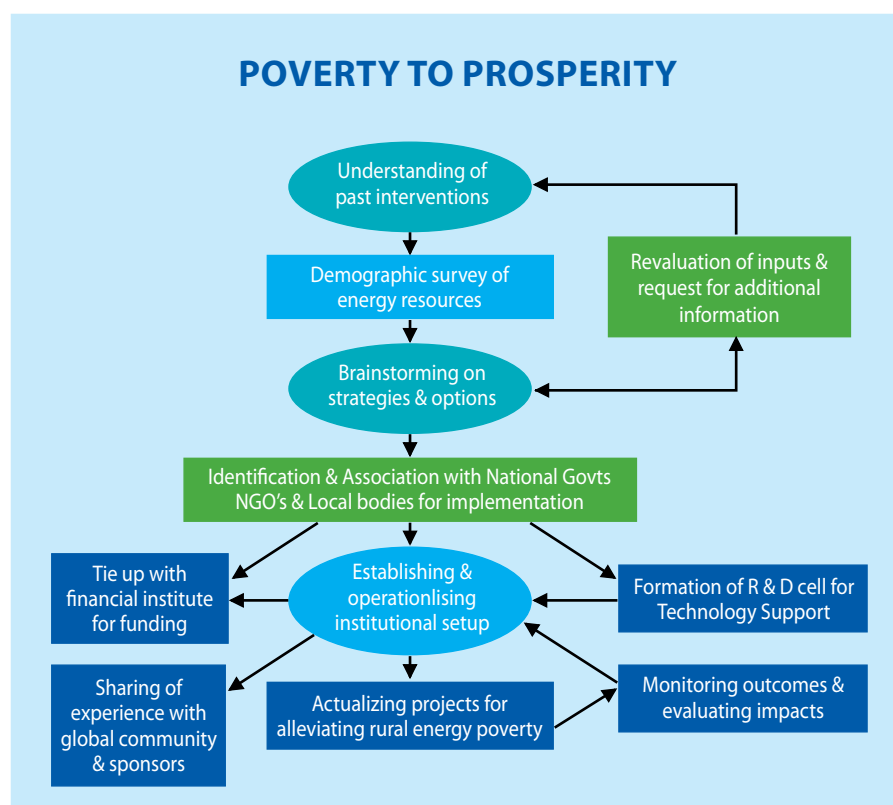 POVERTY TO PROSPERITY
Understanding of
past interventions
Revaluation of inputs &
request for additional
information
Demographic survey of
energy resources
Brainstorming on
strategies & options
Identification & Association with National Govts
NGO's & Local bodies for implementation
Tie up with
financial institute
for funding
Establishing &
operationlising
institutional setup
Formation of R & D cell for
Technology Support
Sharing of
experience with
global community
& sponsors
Actualizing projects for
alleviating rural energy poverty
Monitoring outcomes &
evaluating impacts